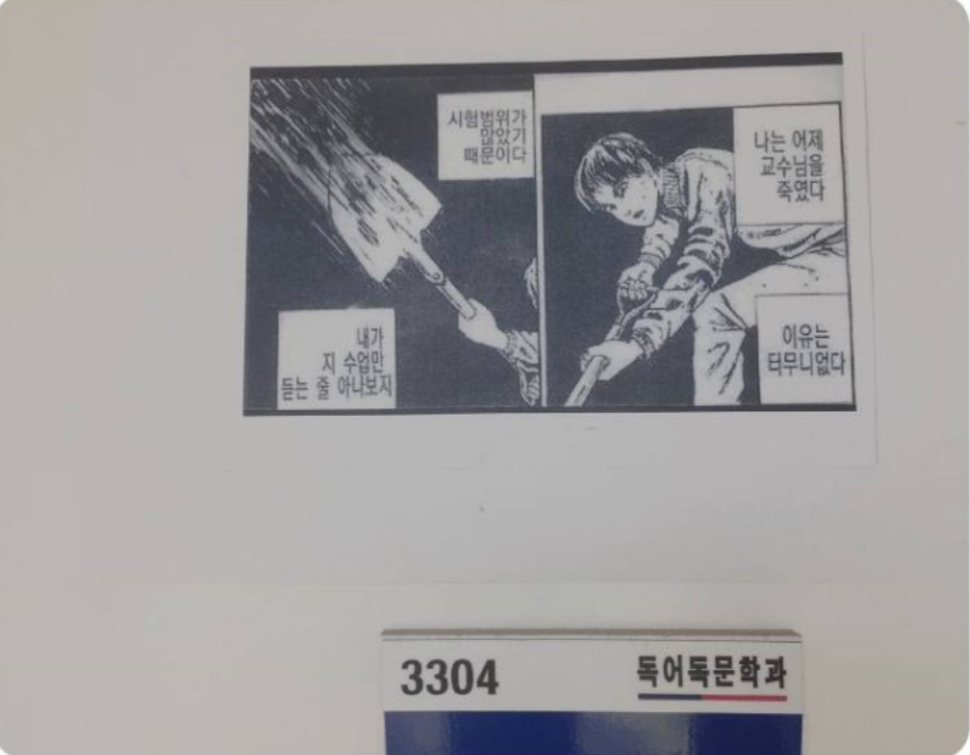 나는 어제
교수님을
죽였다
이유는
터무니없다
시험범위가
많았기
때문이다
내가
지 수업만
듣는 줄 아나보지
3304
독어독문학과